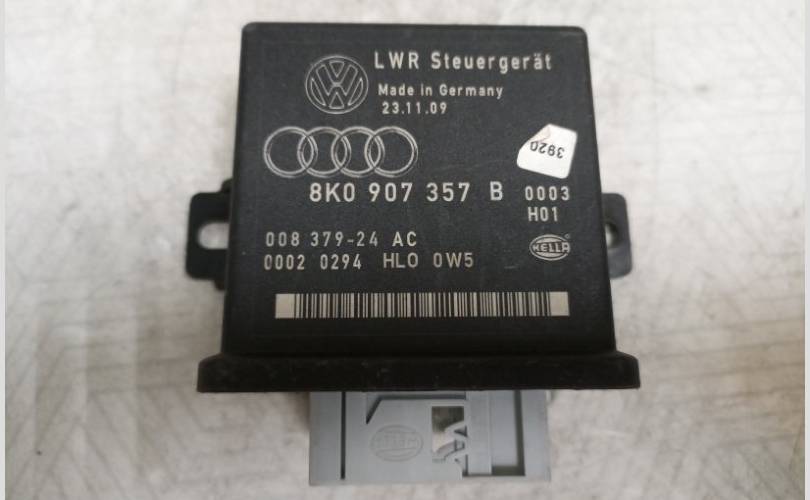 LWR Steuergerät
Made in Germany
23.11.09
3920
8K0 907 357 B 0003
H01
008 379-24 AC
0002 0294 HLO 0W5
HELLA
HELLA